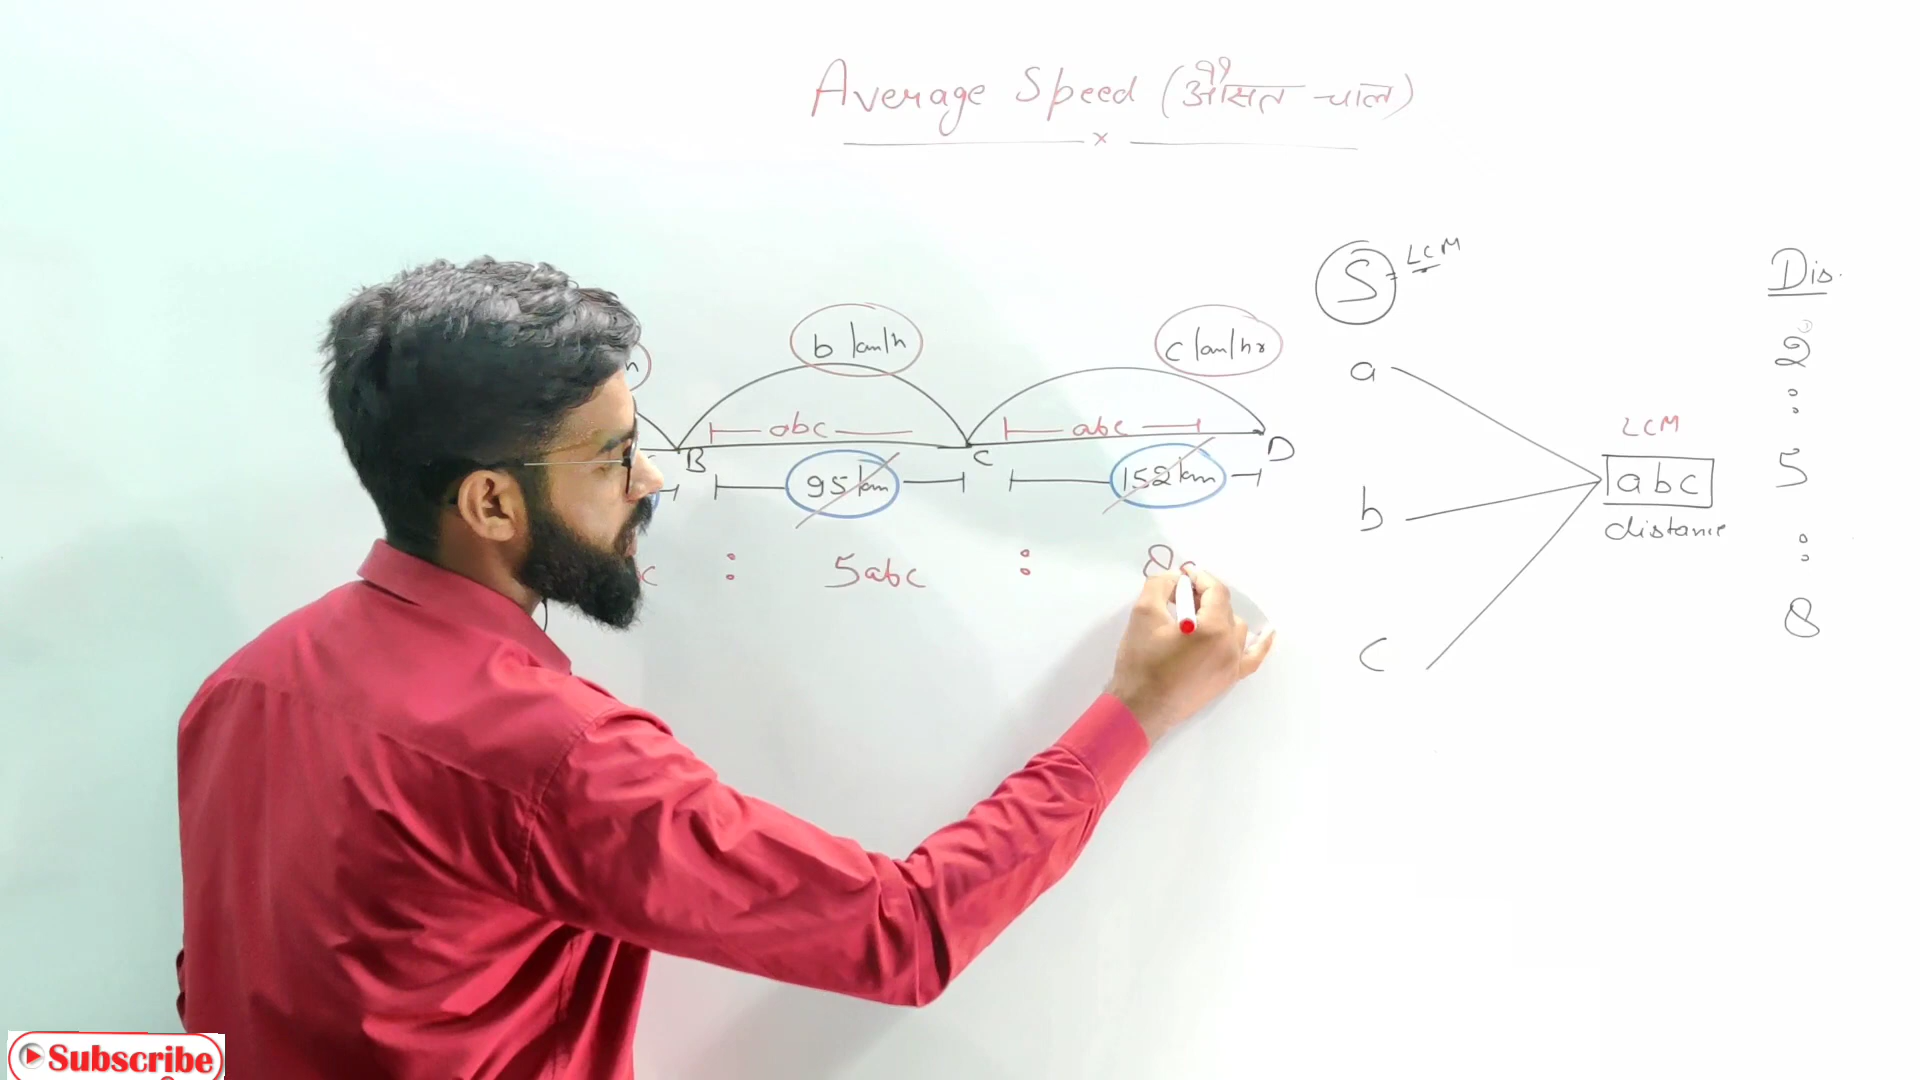 Average Speed (औसत चाल)
x
S = LCM
Dis.
b km/h
c km/hr
a
2
:
abc
abc
LCM
B
C
D
abc
5
95 km
152 km
b
distance
:
5abc
:
8
:
8
c
Subscribe